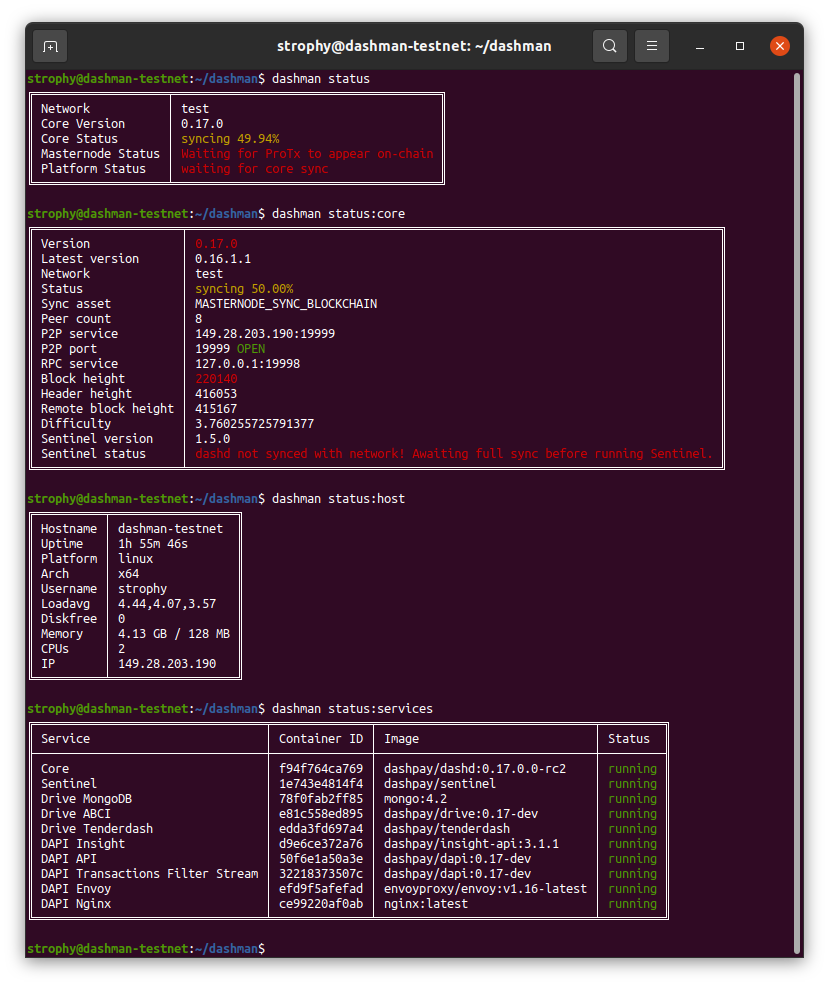 strophy@dashman-testnet: ~/dashman
strophy@dashman-testnet:~/dashman$ dashman status
Network test
Core Version 0.17.0
Core Status syncing 49.94%
Masternode Status Waiting for ProTx to appear on-chain
Platform Status waiting for core sync
strophy@dashman-testnet:~/dashman$ dashman status:core
Version 0.17.0
Latest version 0.16.1.1
Network test
Status syncing 50.00%
Sync asset MASTERNODE_SYNC_BLOCKCHAIN
Peer count 8
P2P service 149.28.203.190:19999
P2P port 19999 OPEN
RPC service 127.0.0.1:19998
Block height 220140
Header height 416053
Remote block height 415167
Difficulty 3.760255725791377
Sentinel version 1.5.0
Sentinel status dashd not synced with network! Awaiting full sync before running Sentinel.
strophy@dashman-testnet:~/dashman$ dashman status:host
Hostname dashman-testnet
Uptime 1h 55m 46s
Platform linux
Arch x64
Username strophy
Loadavg 4.44,4.07,3.57
Diskfree 0
Memory 4.13 GB / 128 MB
CPUs 2
IP 149.28.203.190
strophy@dashman-testnet:~/dashman$ dashman status:services
Service Container ID Image Status
Core f94f764ca769 dashpay/dashd:0.17.0.0-rc2 running
Sentinel 1e743e4814f4 dashpay/sentinel running
Drive MongoDB 78f0fab2ff85 mongo:4.2 running
Drive ABCI e81c558ed895 dashpay/drive:0.17-dev running
Drive Tenderdash edda3fd697a4 dashpay/tenderdash running
DAPI Insight d9e6ce372a76 dashpay/insight-api:3.1.1 running
DAPI API 50f6e1a50a3e dashpay/dapi:0.17-dev running
DAPI Transactions Filter Stream 32218373507c dashpay/dapi:0.17-dev running
DAPI Envoy efd9f5afefad envoyproxy/envoy:v1.16-latest running
DAPI Nginx ce99220af0ab nginx:latest running
strophy@dashman-testnet:~/dashman$